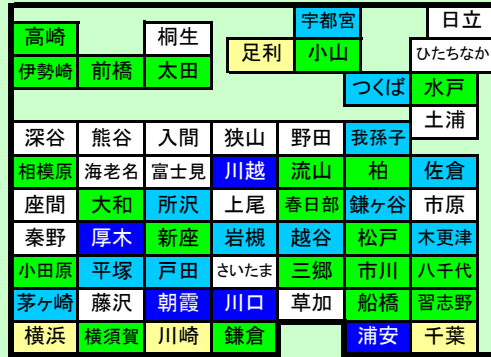 宇都宮 日立
高崎 桐生 足利 小山 ひたちなか
伊勢崎 前橋 太田 つくば 水戸
土浦
深谷 熊谷 入間 狭山 野田 我孫子
相模原 海老名 富士見 川越 流山 柏 佐倉
座間 大和 所沢 上尾 春日部 鎌ヶ谷 市原
秦野 厚木 新座 岩槻 越谷 松戸 木更津
小田原 平塚 戸田 さいたま 三郷 市川 八千代
茅ヶ崎 藤沢 朝霞 川口 草加 船橋 習志野
横浜 横須賀 川崎 鎌倉 浦安 千葉